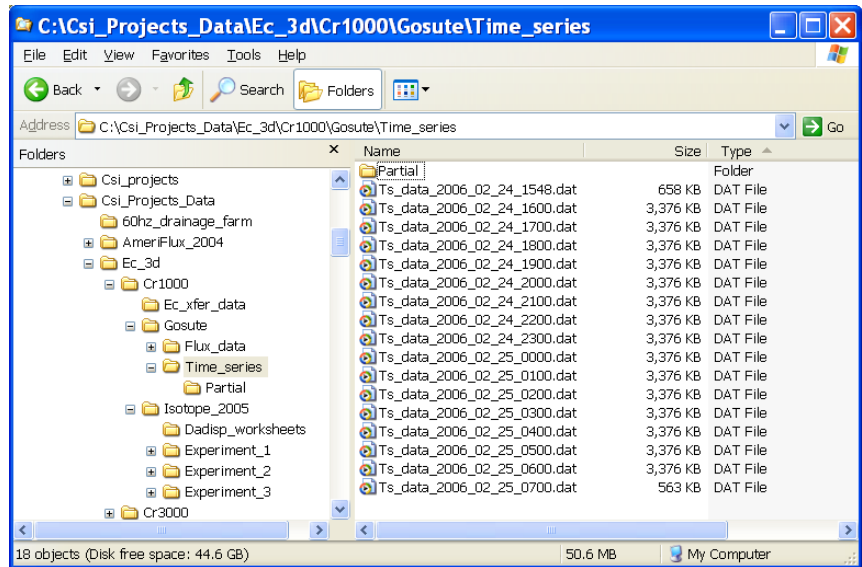 C:\Csi_Projects_Data\Ec_3d\Cr1000\Gosute\Time_series
File Edit View Favorites Tools Help
Back Search Folders
Address C:\Csi_Projects_Data\Ec_3d\Cr1000\Gosute\Time_series Go
Folders x
Csi_projects
Csi_Projects_Data
60hz_drainage_farm
AmeriFlux_2004
Ec_3d
Cr1000
Ec_xfer_data
Gosute
Flux_data
Time_series
Partial
Isotope_2005
Dadisp_worksheets
Experiment_1
Experiment_2
Experiment_3
Cr3000
Name Size Type
Partial Folder
Ts_data_2006_02_24_1548.dat 658 KB DAT File
Ts_data_2006_02_24_1600.dat 3,376 KB DAT File
Ts_data_2006_02_24_1700.dat 3,376 KB DAT File
Ts_data_2006_02_24_1800.dat 3,376 KB DAT File
Ts_data_2006_02_24_1900.dat 3,376 KB DAT File
Ts_data_2006_02_24_2000.dat 3,376 KB DAT File
Ts_data_2006_02_24_2100.dat 3,376 KB DAT File
Ts_data_2006_02_24_2200.dat 3,376 KB DAT File
Ts_data_2006_02_24_2300.dat 3,376 KB DAT File
Ts_data_2006_02_25_0000.dat 3,376 KB DAT File
Ts_data_2006_02_25_0100.dat 3,376 KB DAT File
Ts_data_2006_02_25_0200.dat 3,376 KB DAT File
Ts_data_2006_02_25_0300.dat 3,376 KB DAT File
Ts_data_2006_02_25_0400.dat 3,376 KB DAT File
Ts_data_2006_02_25_0500.dat 3,376 KB DAT File
Ts_data_2006_02_25_0600.dat 3,376 KB DAT File
Ts_data_2006_02_25_0700.dat 563 KB DAT File
18 objects (Disk free space: 44.6 GB) 50.6 MB My Computer